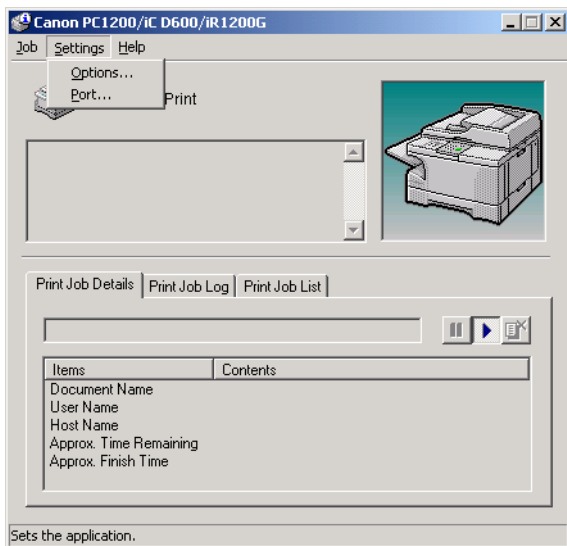 Canon PC1200/iC D600/iR1200G
Job Settings Help
Options...
Port...
Print
Print Job Details Print Job Log Print Job List
Items Contents
Document Name
User Name
Host Name
Approx. Time Remaining
Approx. Finish Time
Sets the application.